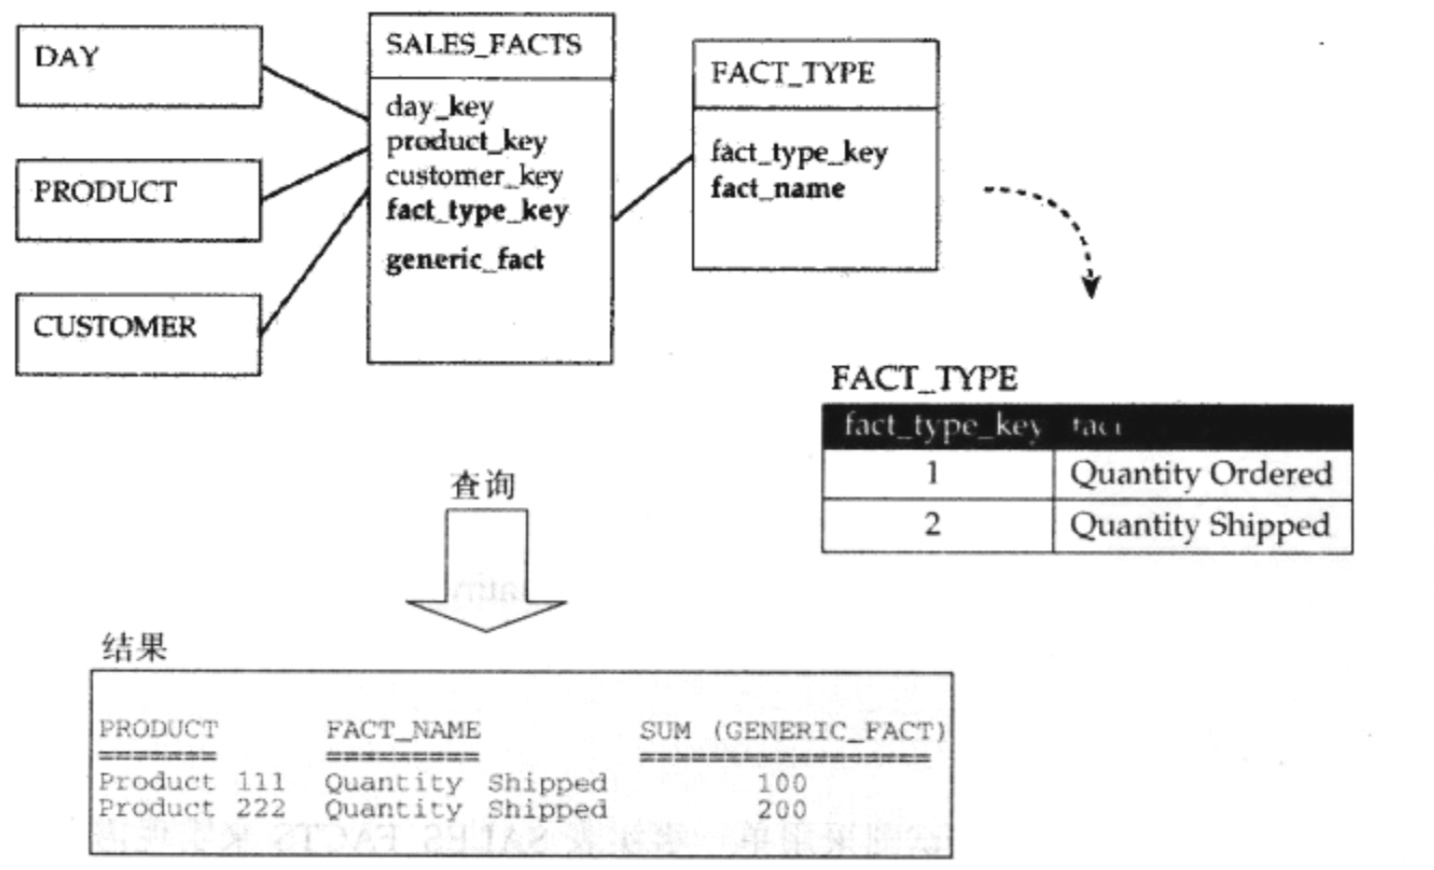 DAY
PRODUCT
CUSTOMER
SALES_FACTS
day_key
product_key
customer_key
fact_type_key
generic_fact
FACT_TYPE
fact_type_key
fact_name
FACT_TYPE
fact_type_key
1 Quantity Ordered
2 Quantity Shipped
查询
结果
PRODUCT FACT_NAME SUM (GENERIC_FACT)
======= ========= =================
Product 111 Quantity Shipped 100
Product 222 Quantity Shipped 200